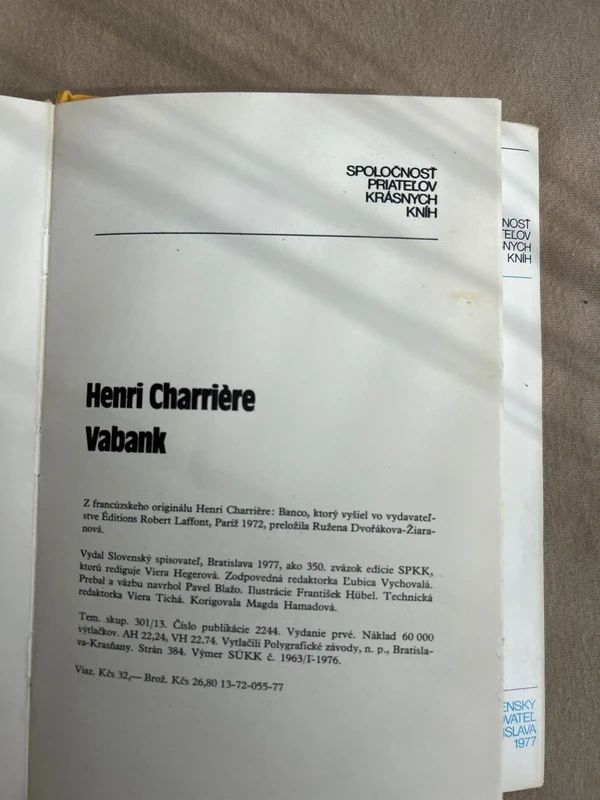 SPOLOČNOSŤ
PRIATEĽOV
KRÁSNYCH
KNÍH
Henri Charrière
Vabank
Z francúzskeho originálu Henri Charrière: Banco, ktorý vyšiel vo vydavateľ-
stve Éditions Robert Laffont, Paríž 1972, preložila Ružena Dvořákova-Žiara-
nová.
Vydal Slovenský spisovateľ, Bratislava 1977, ako 350. zväzok edície SPKK,
ktorú rediguje Viera Hegerová. Zodpovedná redaktorka Ľubica Vychovalá.
Prebal a väzbu navrhol Pavel Blažo. Ilustrácie František Hübel. Technická
redaktorka Viera Tichá. Korigovala Magda Hamadová.
Tem. skup. 301/13. Číslo publikácie 2244. Vydanie prvé. Náklad 60 000
výtlačkov. AH 22,24, VH 22.74. Vytlačili Polygrafické závody, n. p., Bratisla-
va-Krasňany. Strán 384. Výmer SÚKK č. 1963/I-1976.
Viaz. Kčs 32,— Brož. Kčs 26,80 13-72-055-77
NOSŤ
TEĽOV
NYCH
KNÍH
ENSKÝ
VATEĽ
SLAVA
1977